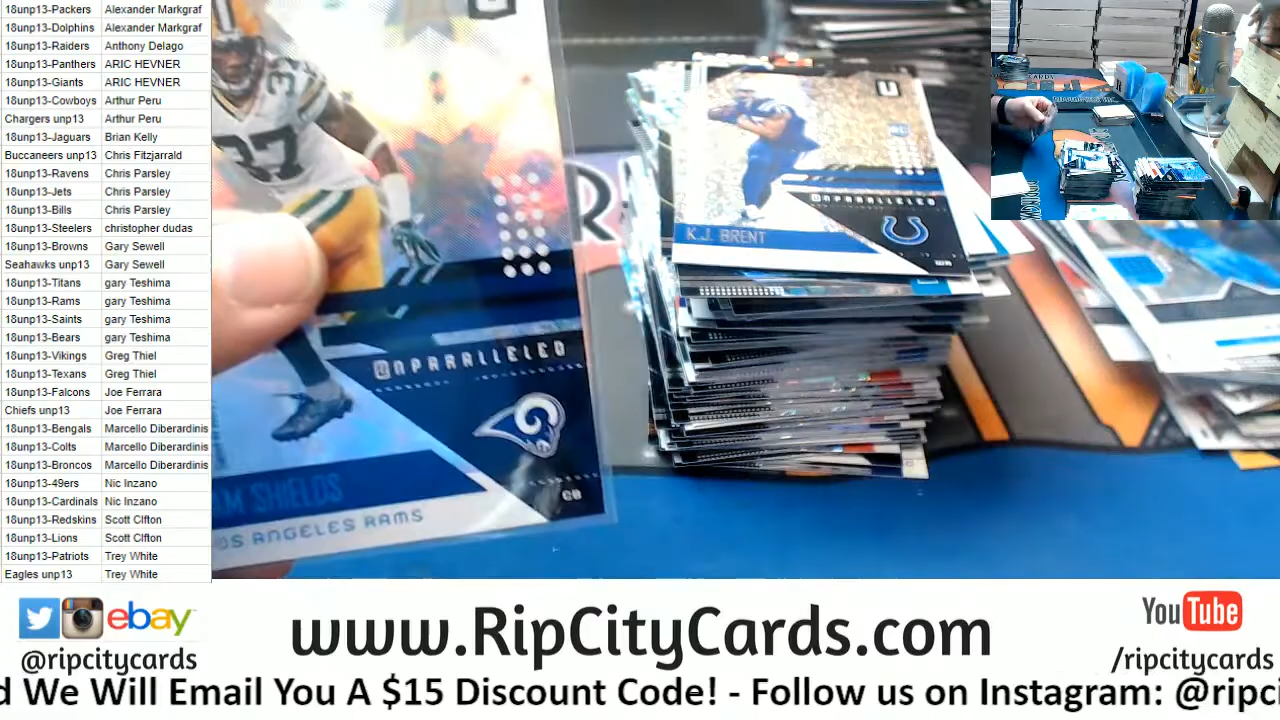 18unp13-Packers Alexander Markgraf
18unp13-Dolphins Alexander Markgraf
18unp13-Raiders Anthony Delago
18unp13-Panthers ARIC HEVNER
18unp13-Giants ARIC HEVNER
18unp13-Cowboys Arthur Peru
Chargers unp13 Arthur Peru
18unp13-Jaguars Brian Kelly
Buccaneers unp13 Chris Fitzjarrald
18unp13-Ravens Chris Parsley
18unp13-Jets Chris Parsley
18unp13-Bills Chris Parsley
18unp13-Steelers christopher dudas
18unp13-Browns Gary Sewell
Seahawks unp13 Gary Sewell
18unp13-Titans gary Teshima
18unp13-Rams gary Teshima
18unp13-Saints gary Teshima
18unp13-Bears gary Teshima
18unp13-Vikings Greg Thiel
18unp13-Texans Greg Thiel
18unp13-Falcons Joe Ferrara
Chiefs unp13 Joe Ferrara
18unp13-Bengals Marcello Diberardinis
18unp13-Colts Marcello Diberardinis
18unp13-Broncos Marcello Diberardinis
18unp13-49ers Nic Inzano
18unp13-Cardinals Nic Inzano
18unp13-Redskins Scott Clfton
18unp13-Lions Scott Clfton
18unp13-Patriots Trey White
Eagles unp13 Trey White
37
UNPARALLELED
CB
AM SHIELDS
OS ANGELES RAMS
UNPARALLELED
K.J. BRENT
ebay
@ripcitycards
www.RipCityCards.com
YouTube
/ripcitycards
d We Will Email You A $15 Discount Code! - Follow us on Instagram: @ripci